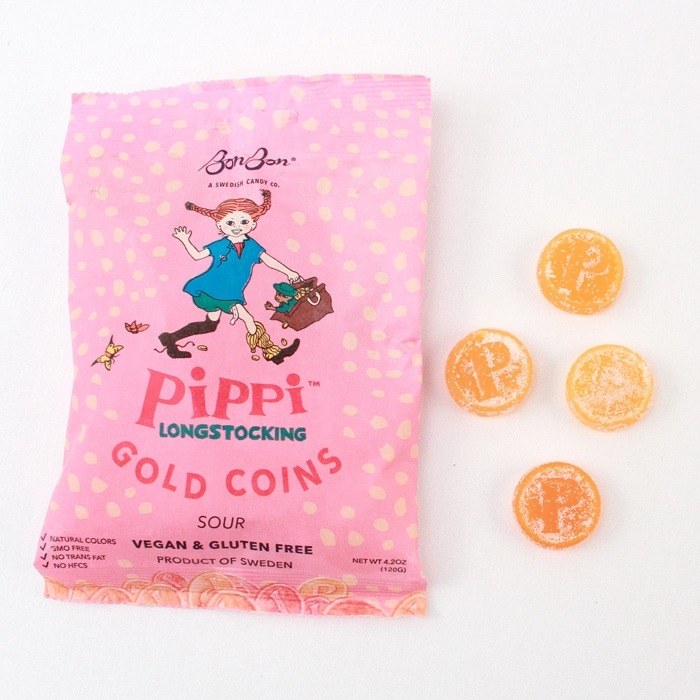 BonBon®
A SWEDISH CANDY CO.
PiPPi™
LONGSTOCKING
GOLD COINS
SOUR
VEGAN & GLUTEN FREE
PRODUCT OF SWEDEN
✓ NATURAL COLORS
✓ GMO FREE
✓ NO TRANS FAT
✓ NO HFCS
NET WT 4.2OZ
(120G)
P
P
P